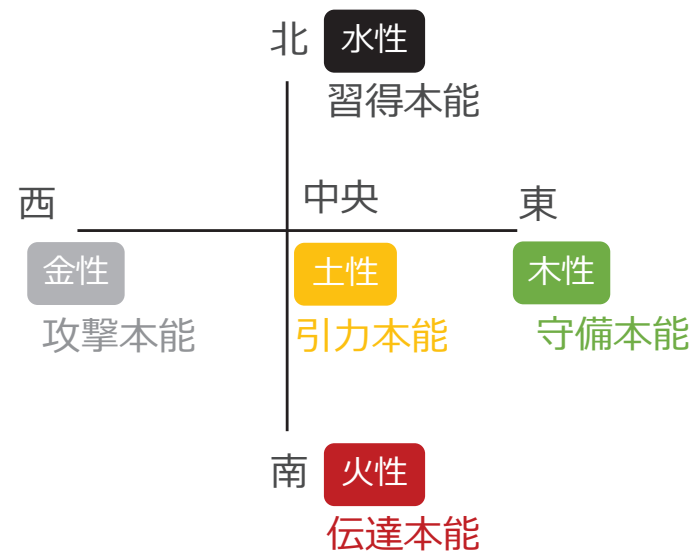 北 水性
習得本能
西 中央 東
金性 土性 木性
攻撃本能 引力本能 守備本能
南 火性
伝達本能